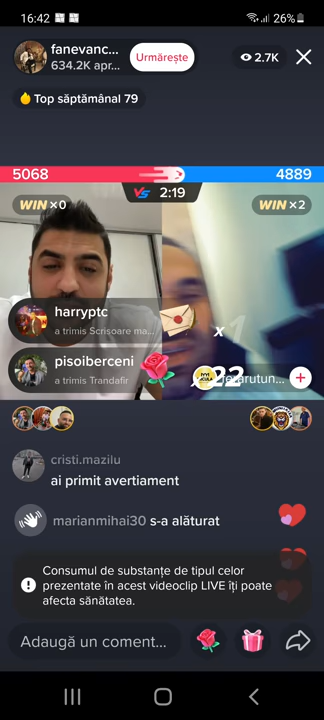 16:42 26%
fanevanc...
634.2K apr...
Urmărește
2.7K
Top săptămânal 79
5068 4889
VS 2:19
WIN ×0 WIN ×2
harryptc
a trimis Scrisoare ma...
x1
pisoiberceni
a trimis Trandafir
x22
cristi.mazilu
ai primit avertiament
marianmihai30 s-a alăturat
Consumul de substanțe de tipul celor
prezentate în acest videoclip LIVE îți poate
afecta sănătatea.
Adaugă un coment...